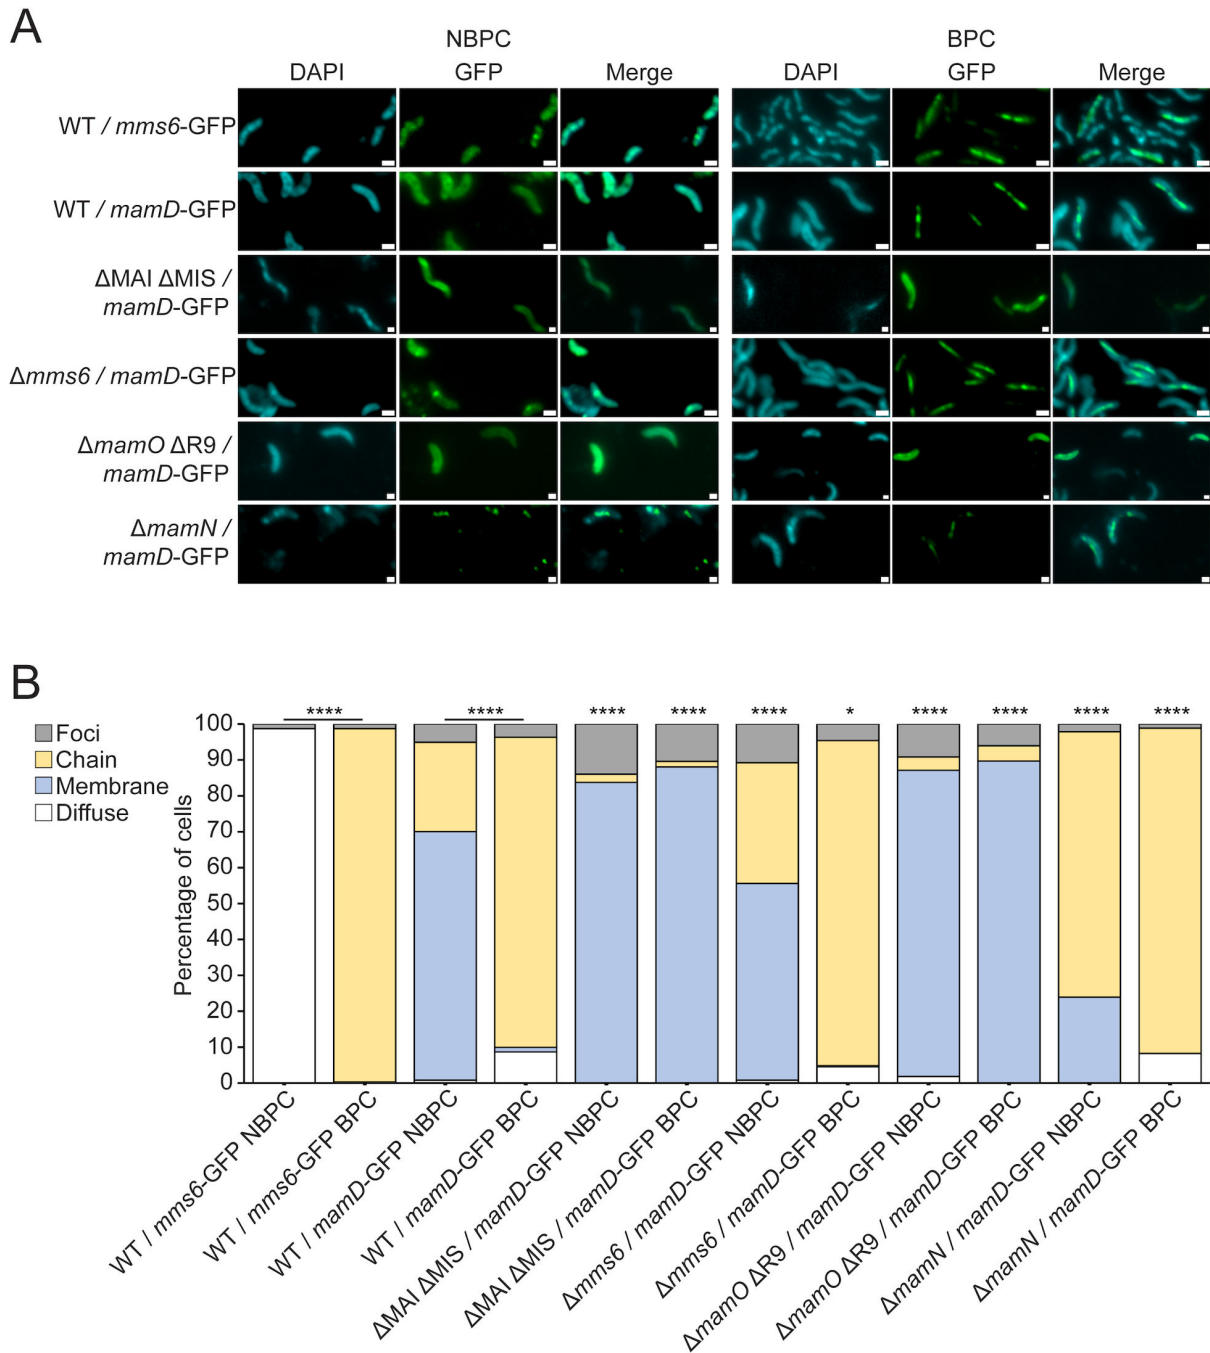 A
NBPC BPC
DAPI GFP Merge DAPI GFP Merge
WT / mms6-GFP
WT / mamD-GFP
ΔMAI ΔMIS /
mamD-GFP
Δmms6 / mamD-GFP
ΔmamO ΔR9 /
mamD-GFP
ΔmamN /
mamD-GFP
B
Foci
Chain
Membrane
Diffuse
Percentage of cells
100
90
80
70
60
50
40
30
20
10
0
**** **** **** **** **** * **** **** **** ****
WT / mms6-GFP NBPC
WT / mms6-GFP BPC
WT / mamD-GFP NBPC
WT / mamD-GFP BPC
ΔMAI ΔMIS / mamD-GFP NBPC
ΔMAI ΔMIS / mamD-GFP BPC
Δmms6 / mamD-GFP NBPC
Δmms6 / mamD-GFP BPC
ΔmamO ΔR9 / mamD-GFP NBPC
ΔmamO ΔR9 / mamD-GFP BPC
ΔmamN / mamD-GFP NBPC
ΔmamN / mamD-GFP BPC